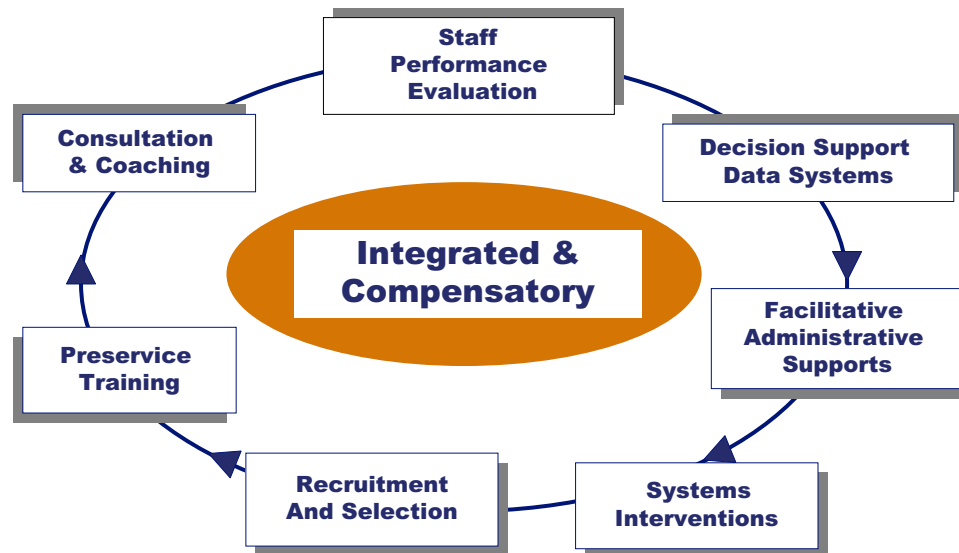 Staff
Performance
Evaluation
Consultation
& Coaching
Decision Support
Data Systems
Integrated &
Compensatory
Facilitative
Administrative
Supports
Preservice
Training
Recruitment
And Selection
Systems
Interventions